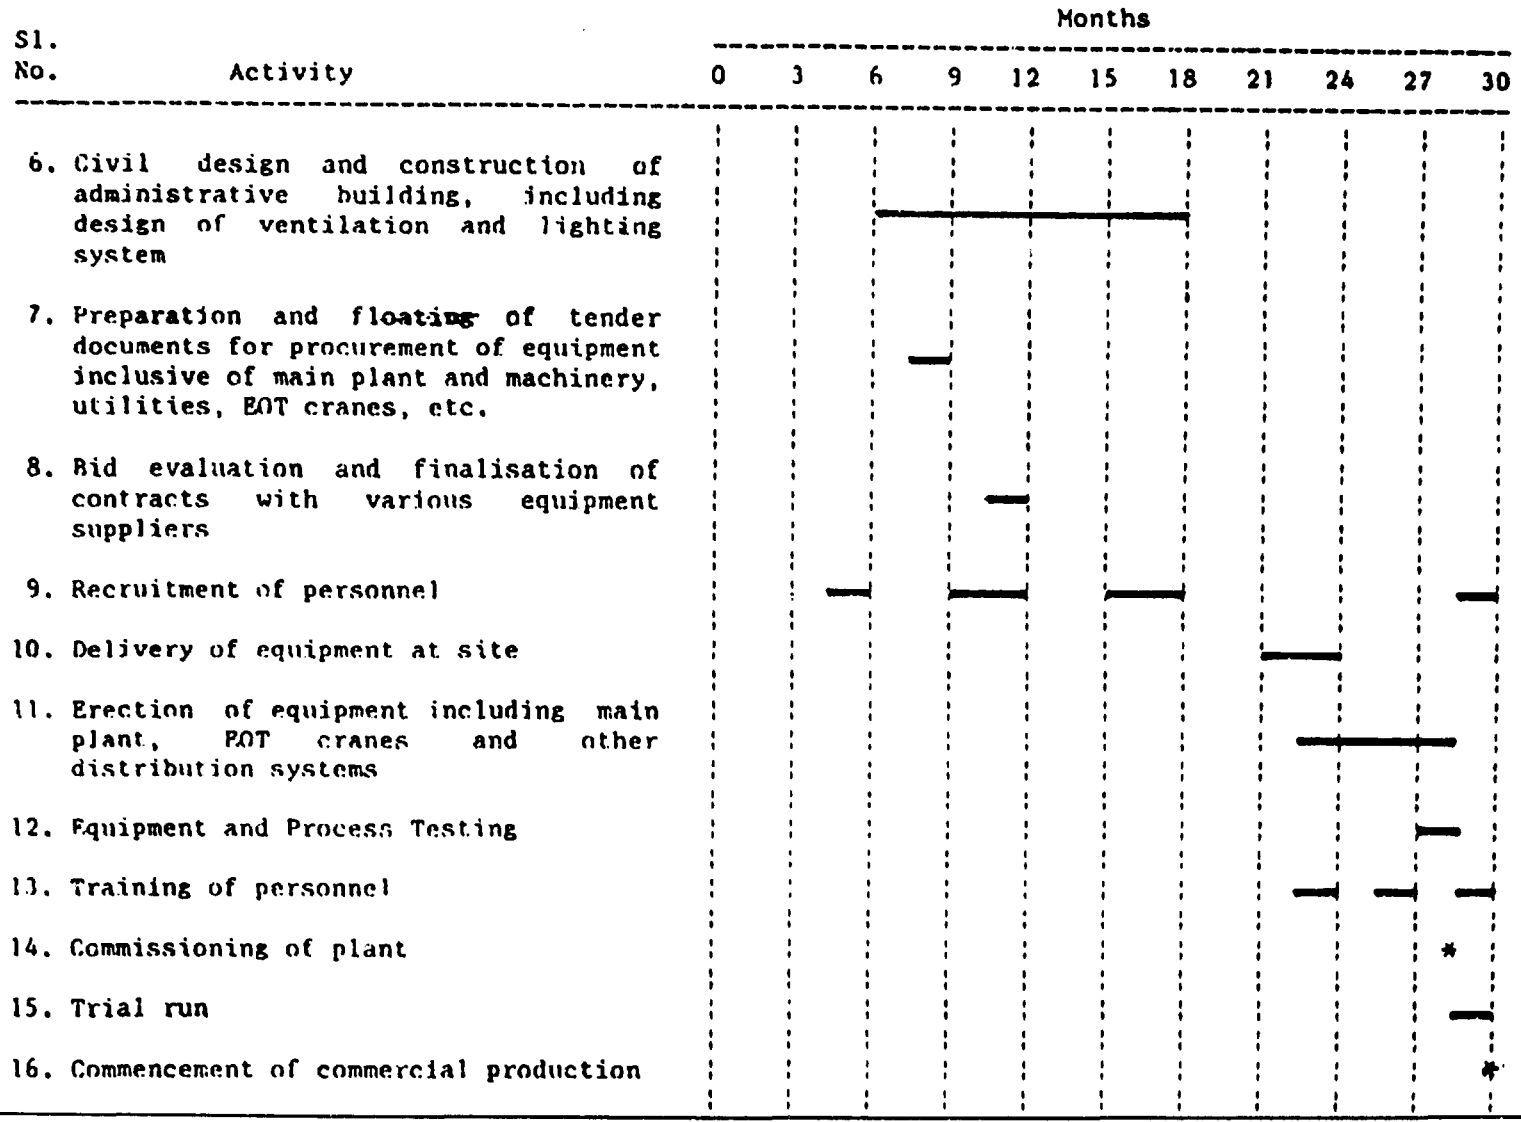 Months
Sl.
No. Activity 0 3 6 9 12 15 18 21 24 27 30
6. Civil design and construction of
administrative building, including
design of ventilation and lighting
system
7. Preparation and floating of tender
documents for procurement of equipment
inclusive of main plant and machinery,
utilities, EOT cranes, etc.
8. Bid evaluation and finalisation of
contracts with various equipment
suppliers
9. Recruitment of personnel
10. Delivery of equipment at site
11. Erection of equipment including main
plant, EOT cranes and other
distribution systems
12. Equipment and Process Testing
13. Training of personnel
14. Commissioning of plant *
15. Trial run
16. Commencement of commercial production *